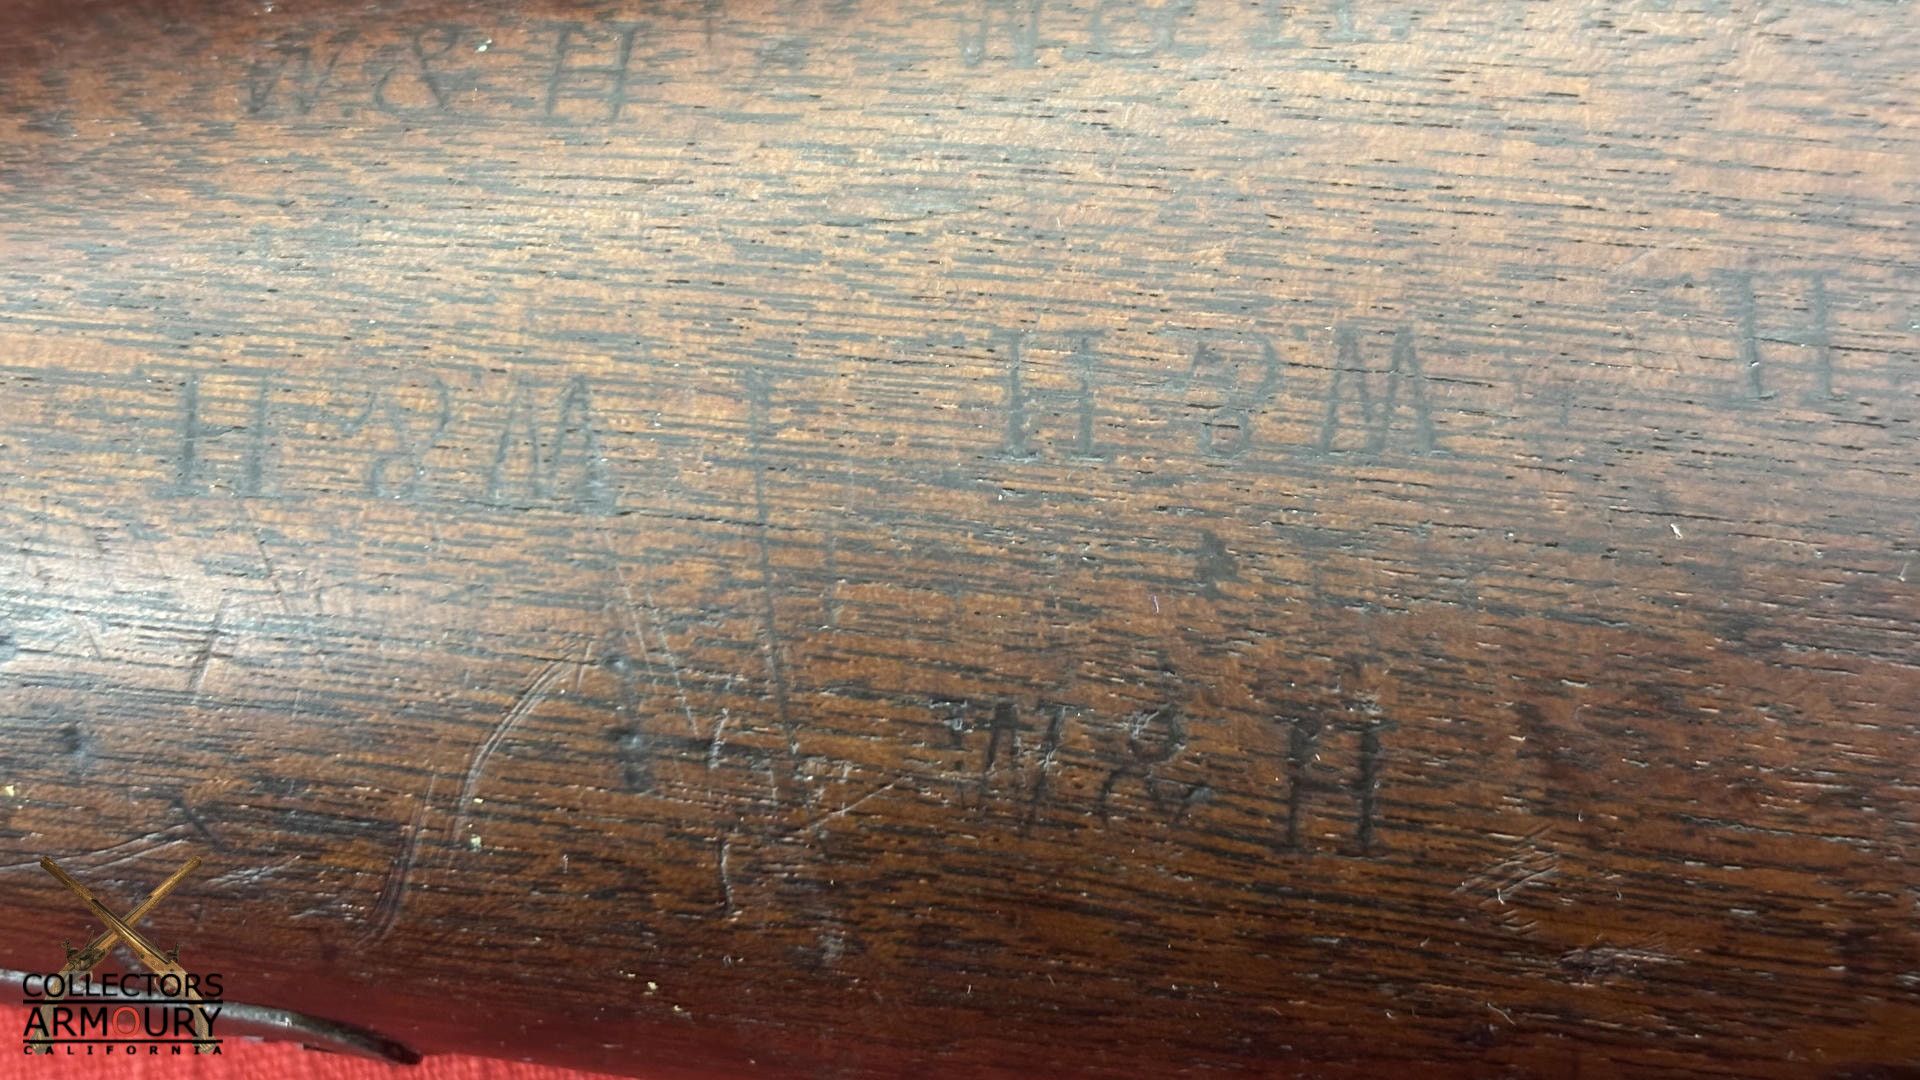 W & H
W & H
W & H
W & H
H
W & H
COLLECTORS
ARMOURY
CALIFORNIA